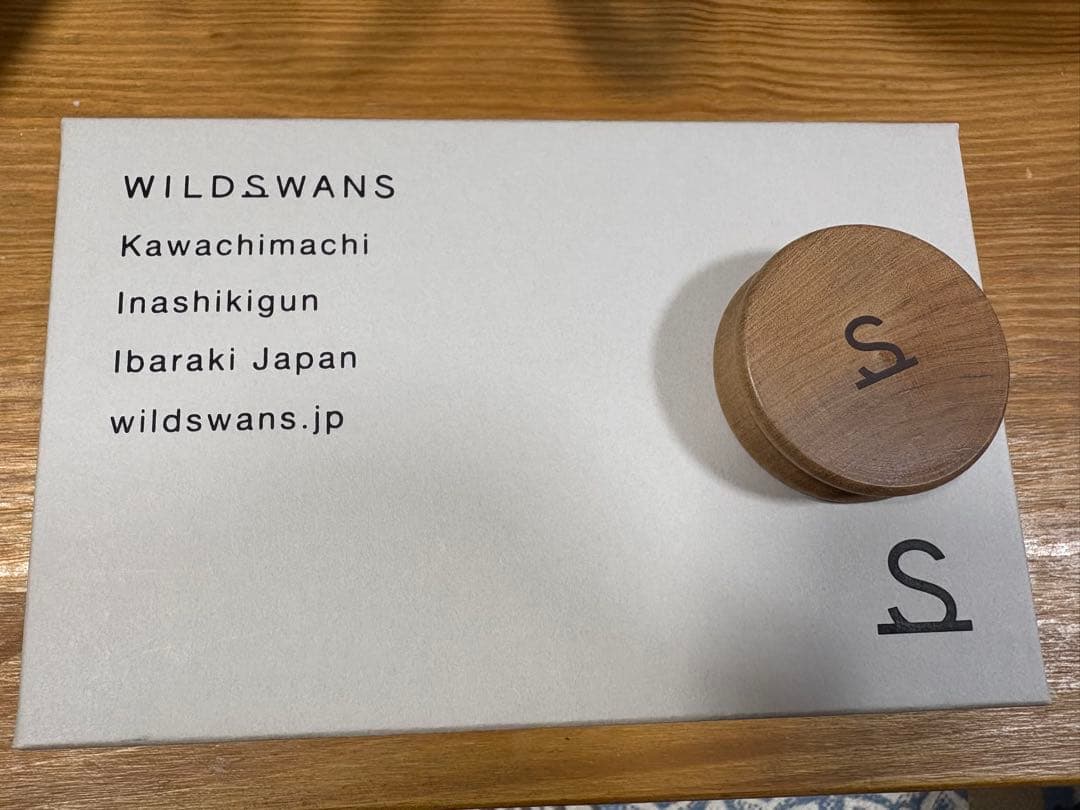 WILDSWANS
Kawachimachi
Inashikigun
Ibaraki Japan
wildswans.jp
S
S